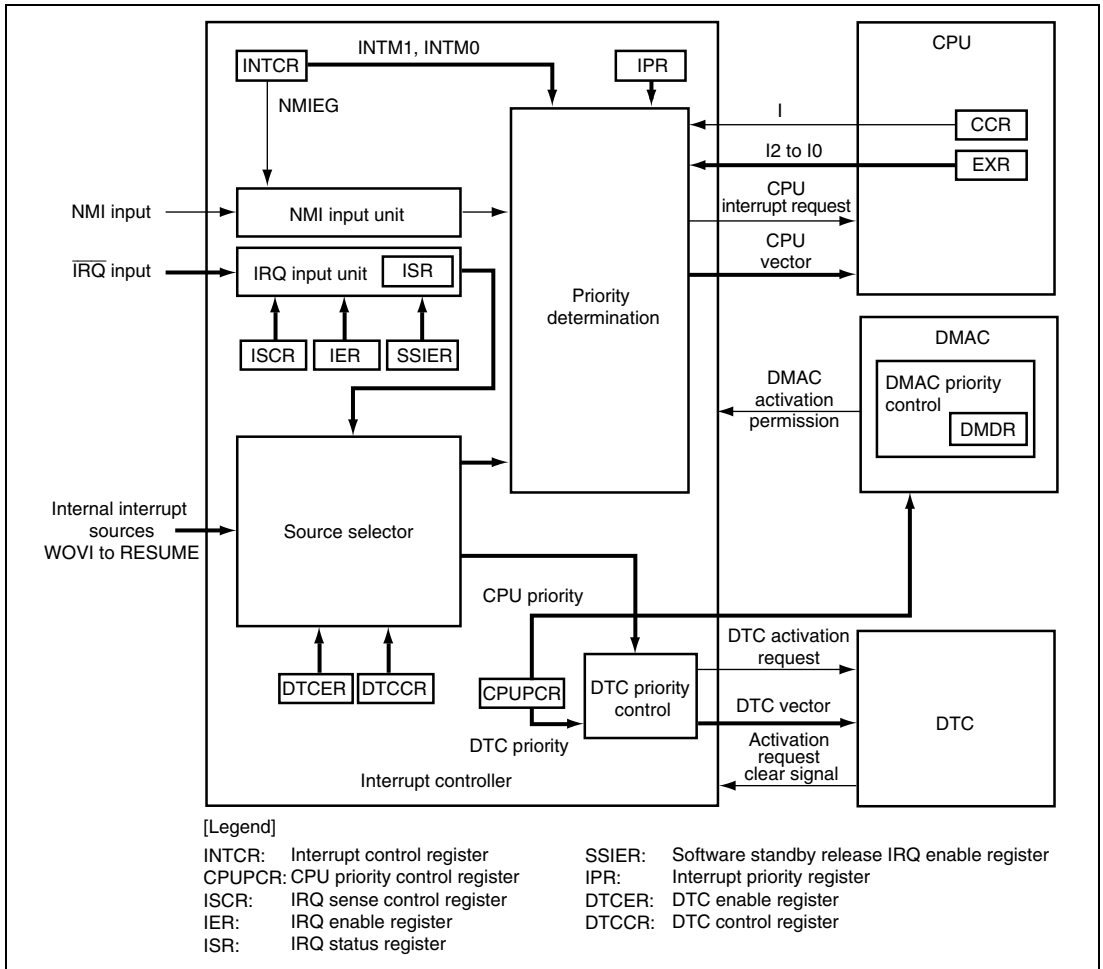 INTCR
INTM1, INTM0
IPR
CPU
NMIEG
I
CCR
I2 to I0
EXR
NMI input
NMI input unit
CPU
interrupt request
IRQ input
IRQ input unit
ISR
CPU
vector
Priority
determination
ISCR
IER
SSIER
DMAC
DMAC priority
control
DMDR
DMAC
activation
permission
Internal interrupt
sources
WOVI to RESUME
Source selector
CPU priority
DTCER
DTCCR
CPUPCR
DTC priority
control
DTC priority
DTC activation
request
DTC vector
DTC
Activation
request
clear signal
Interrupt controller
[Legend]
INTCR: Interrupt control register
CPUPCR: CPU priority control register
ISCR: IRQ sense control register
IER: IRQ enable register
ISR: IRQ status register
SSIER: Software standby release IRQ enable register
IPR: Interrupt priority register
DTCER: DTC enable register
DTCCR: DTC control register